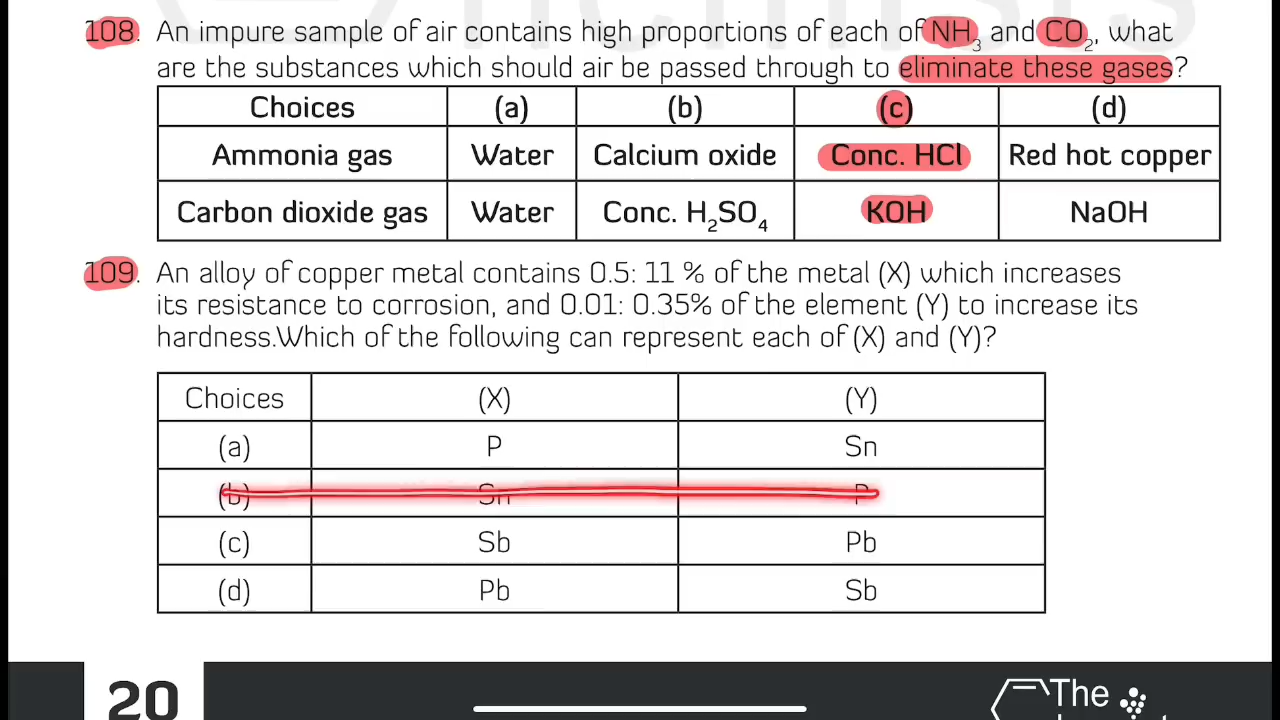 108. An impure sample of air contains high proportions of each of NH₃ and CO₂, what
are the substances which should air be passed through to eliminate these gases?
Choices (a) (b) (c) (d)
Ammonia gas Water Calcium oxide Conc. HCl Red hot copper
Carbon dioxide gas Water Conc. H₂SO₄ KOH NaOH
109. An alloy of copper metal contains 0.5: 11 % of the metal (X) which increases
its resistance to corrosion, and 0.01: 0.35% of the element (Y) to increase its
hardness.Which of the following can represent each of (X) and (Y)?
Choices (X) (Y)
(a) P Sn
(b) Sn P
(c) Sb Pb
(d) Pb Sb
20
The